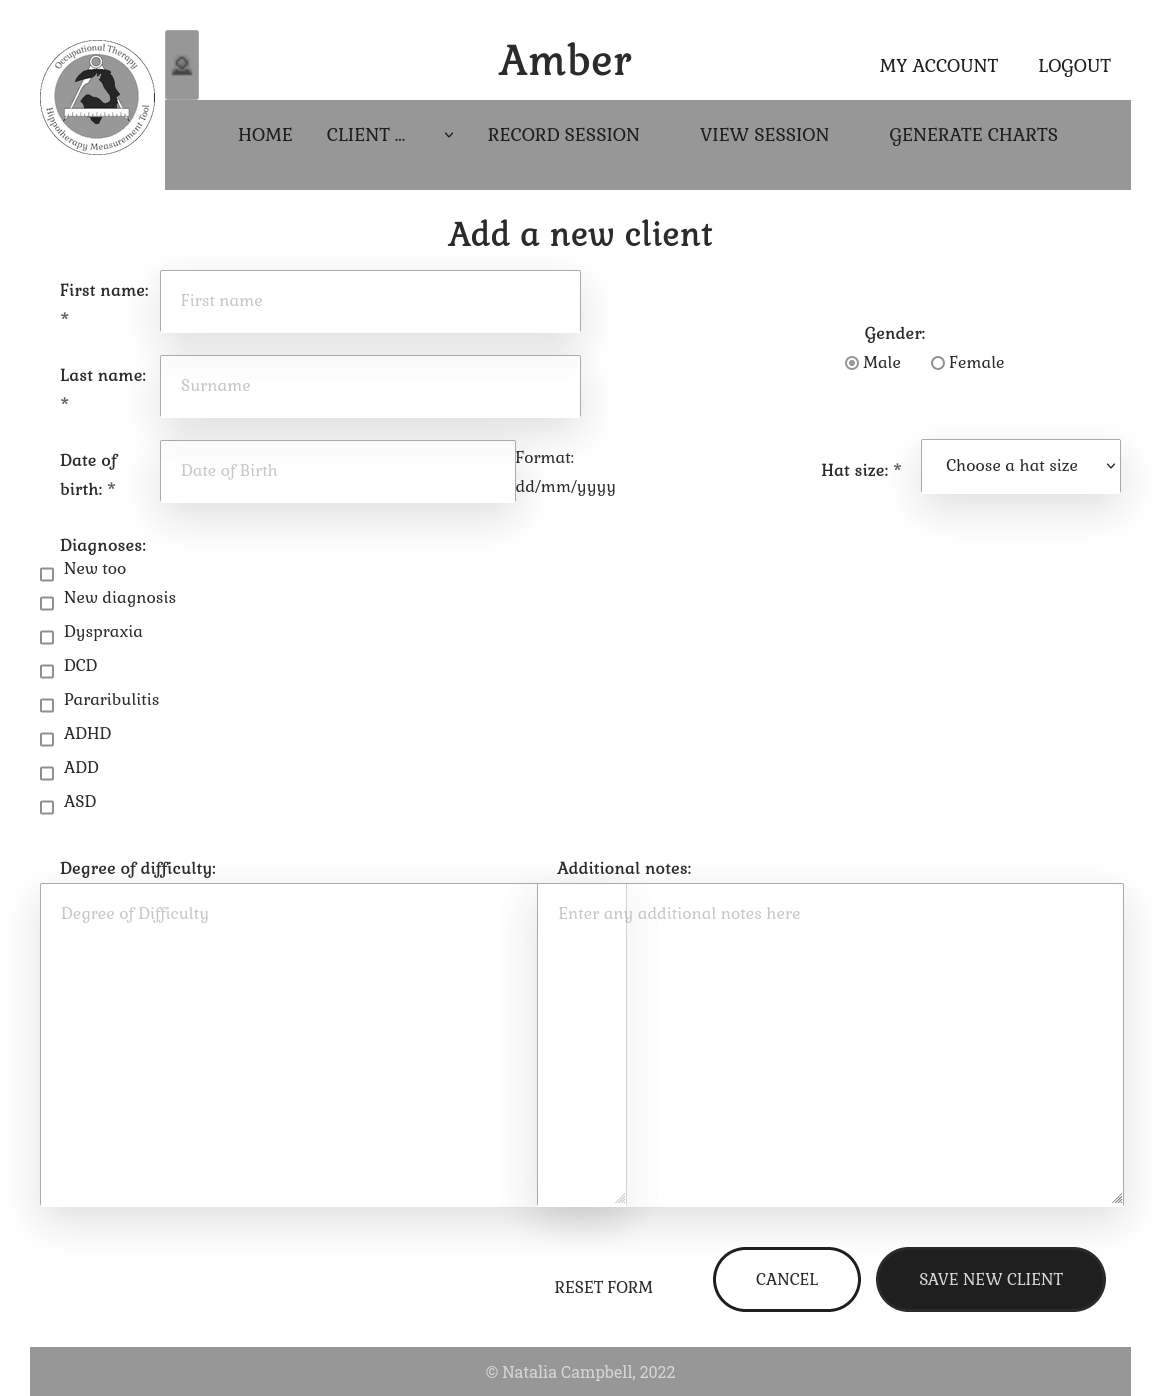 Occupational Therapy
Hippotherapy Measurement Tool
Amber
MY ACCOUNT
LOGOUT
HOME
CLIENT ...
RECORD SESSION
VIEW SESSION
GENERATE CHARTS
Add a new client
First name:
*
First name
Last name:
*
Surname
Gender:
Male
Female
Date of
birth: *
Date of Birth
Format:
dd/mm/yyyy
Hat size: *
Choose a hat size
Diagnoses:
New too
New diagnosis
Dyspraxia
DCD
Pararibulitis
ADHD
ADD
ASD
Degree of difficulty:
Degree of Difficulty
Additional notes:
Enter any additional notes here
RESET FORM
CANCEL
SAVE NEW CLIENT
© Natalia Campbell, 2022